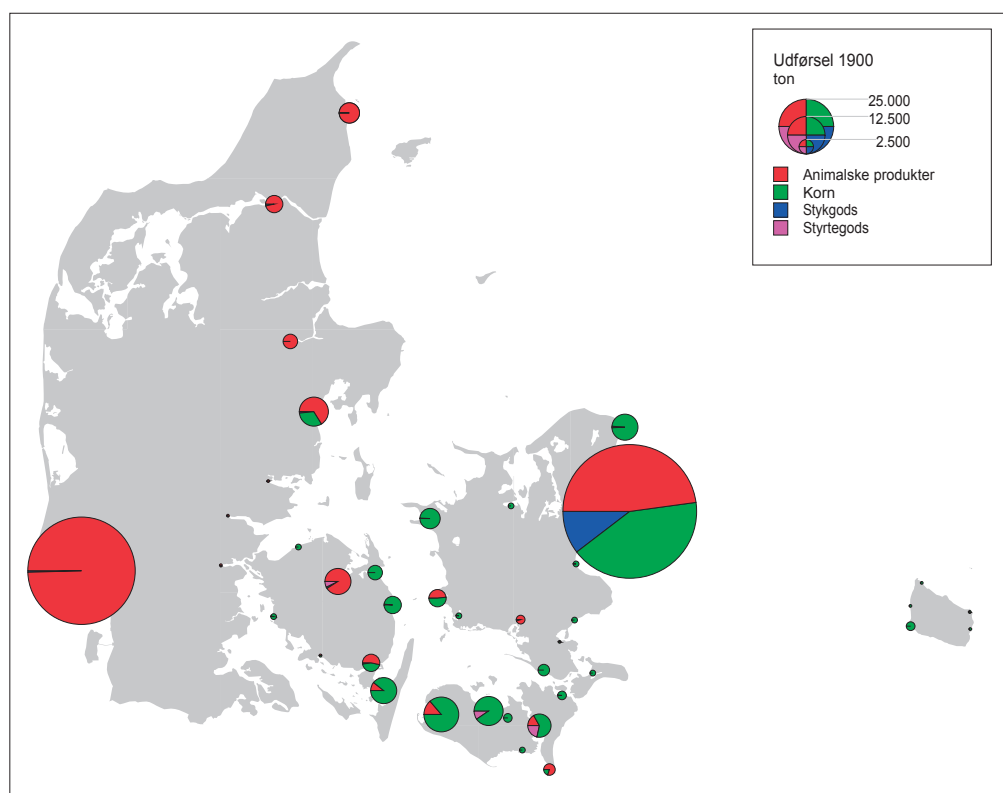 Udførsel 1900
ton
25.000
12.500
2.500
Animalske produkter
Korn
Stykgods
Styrtegods